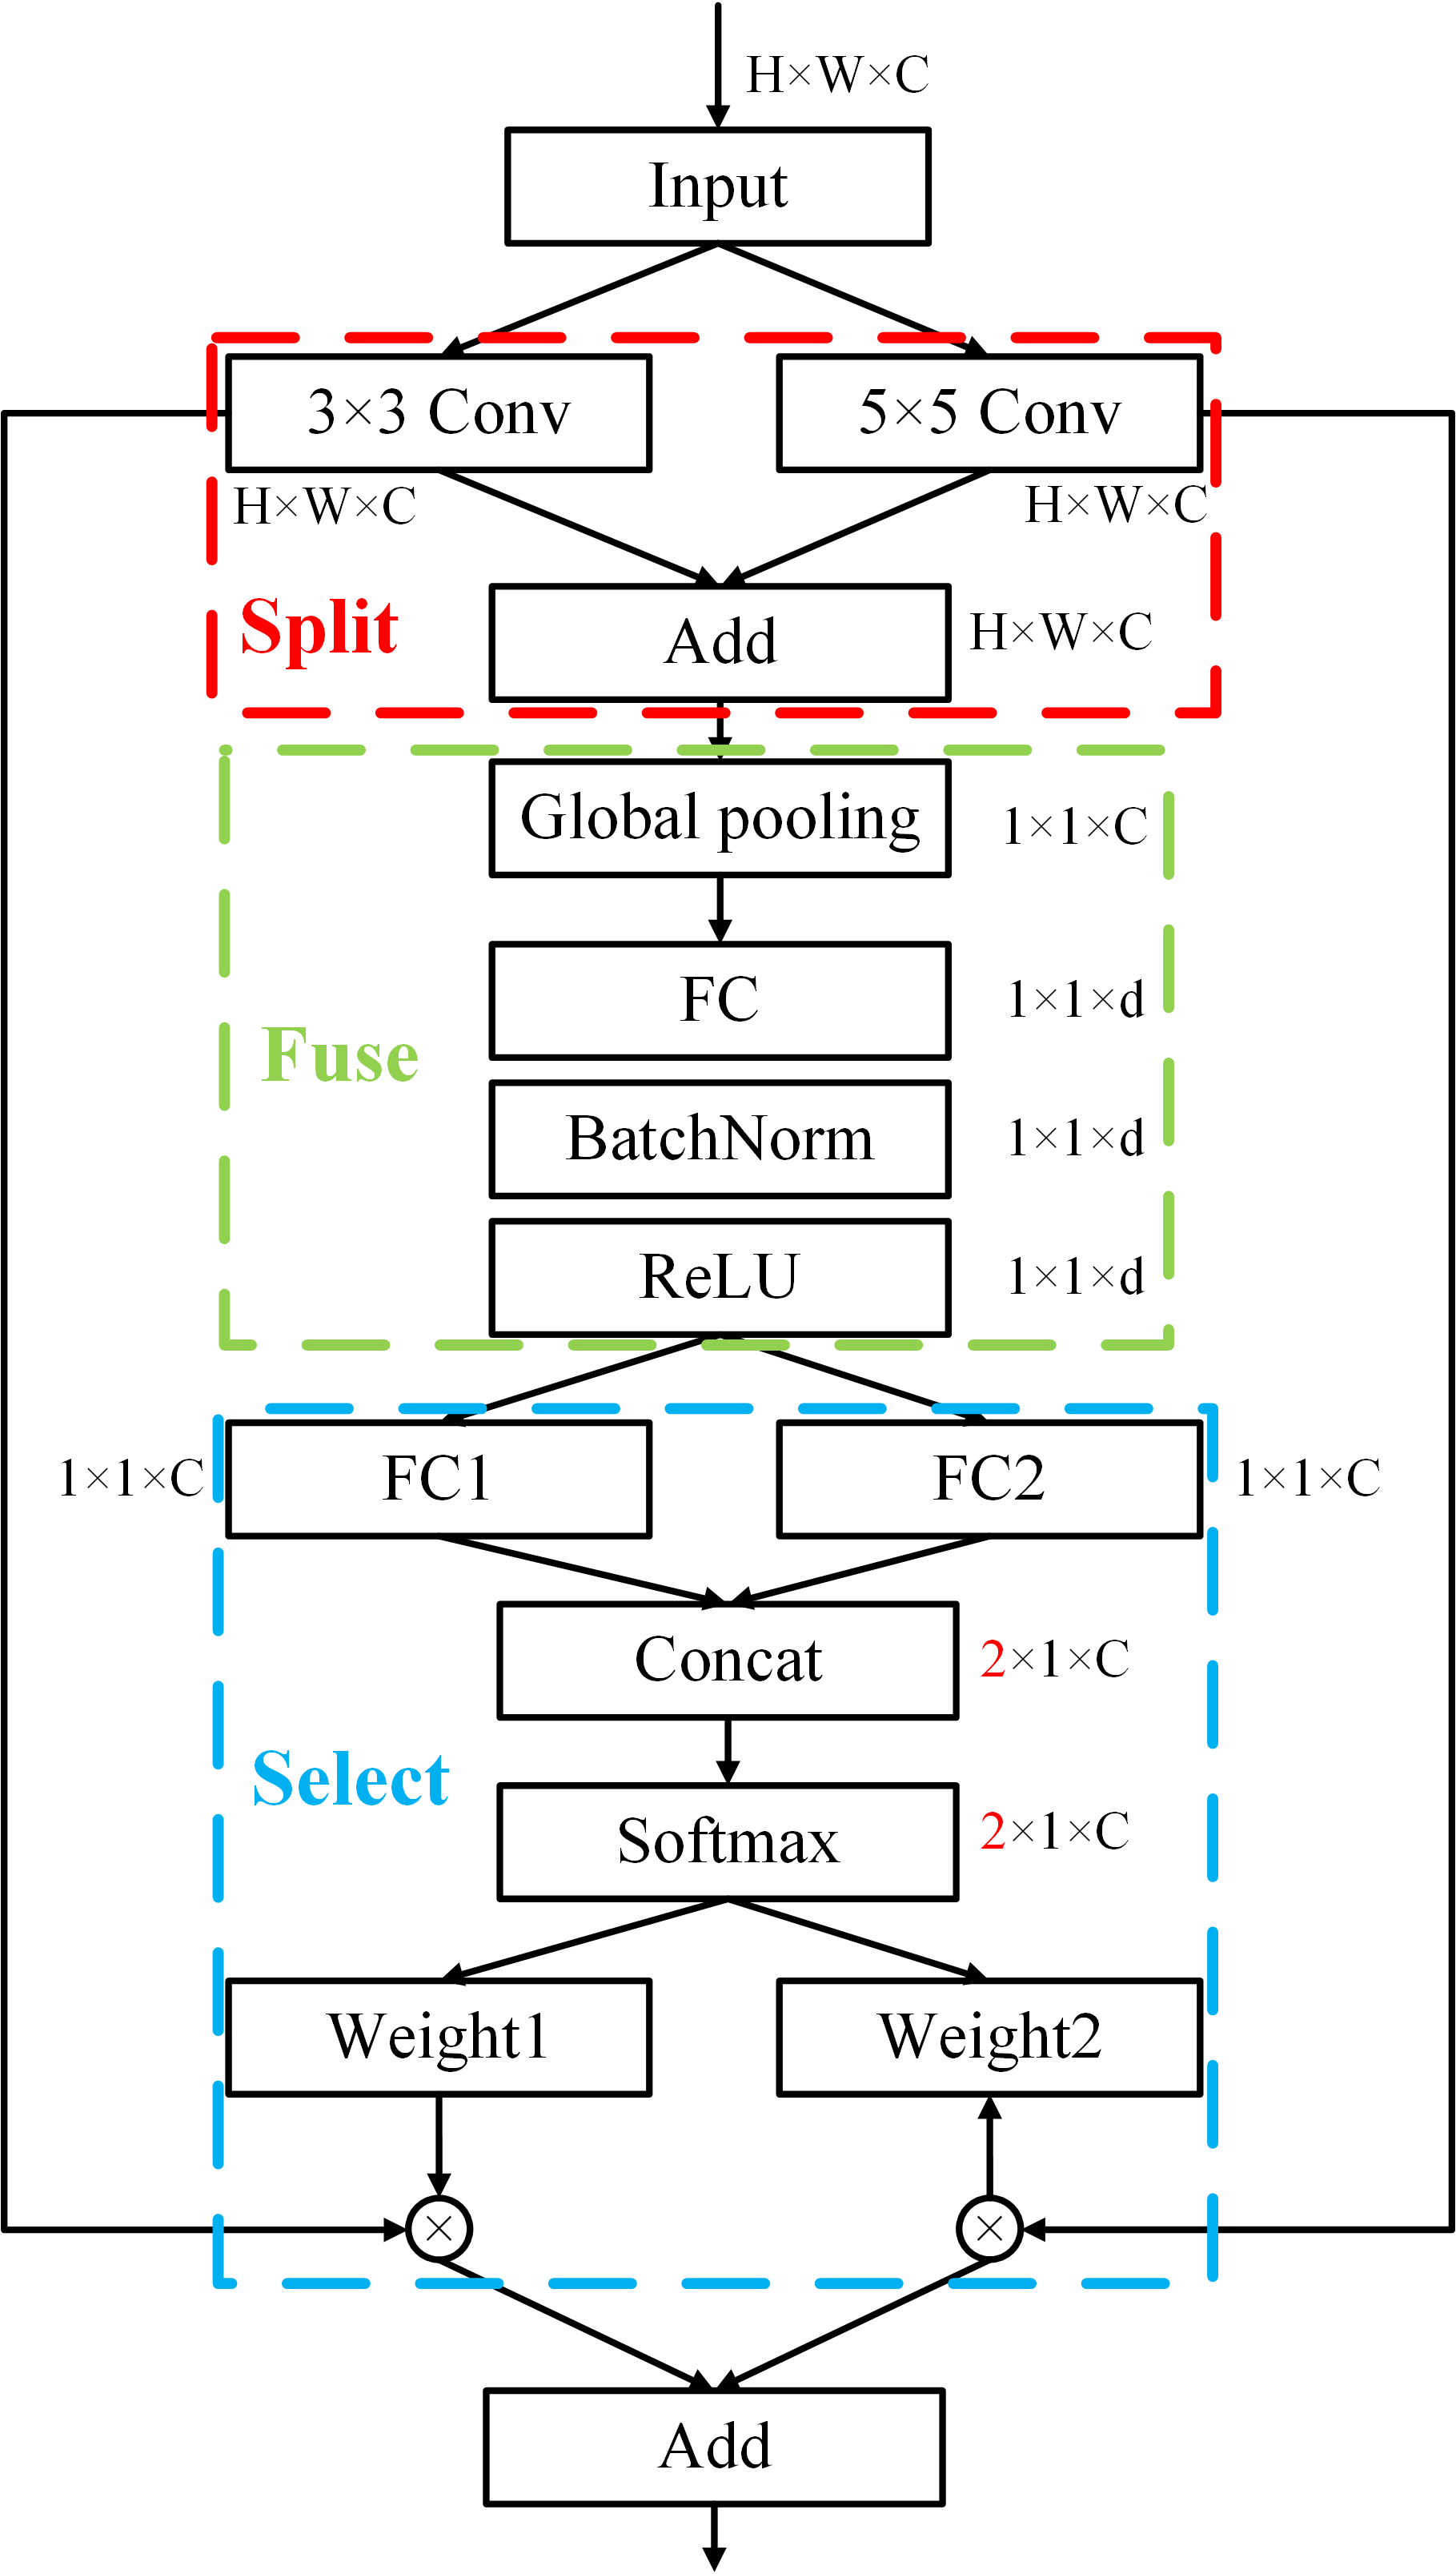 H×W×C
Input
3×3 Conv
5×5 Conv
H×W×C
H×W×C
Split
Add
H×W×C
Global pooling
1×1×C
FC
1×1×d
Fuse
BatchNorm
1×1×d
ReLU
1×1×d
1×1×C
FC1
FC2
1×1×C
Concat
2×1×C
Select
Softmax
2×1×C
Weight1
Weight2
×
×
Add